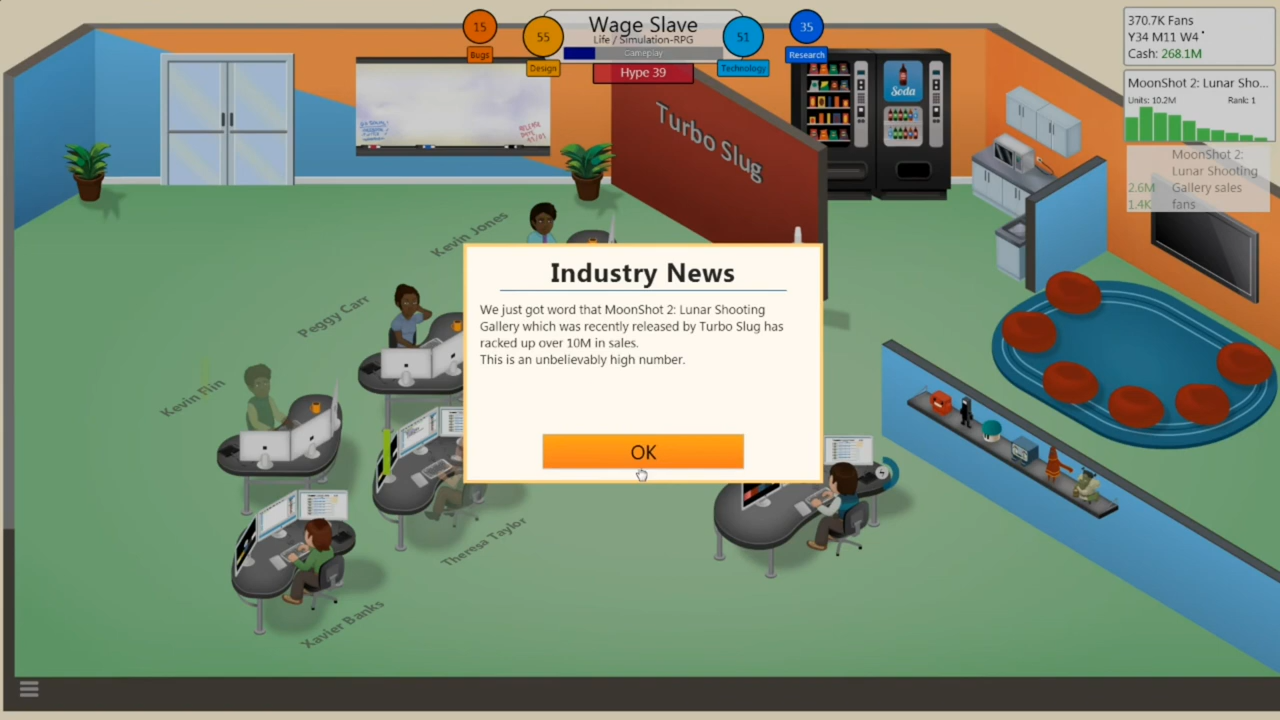 15
Bugs
55
Design
Wage Slave
Life / Simulation-RPG
Gameplay
Hype 39
51
Technology
35
Research
370.7K Fans
Y34 M11 W4
Cash: 268.1M
MoonShot 2: Lunar Sho...
Units: 10.2M
Rank: 1
MoonShot 2:
Lunar Shooting
2.6M Gallery sales
1.4K fans
Turbo Slug
Soda
RELEASE
Kevin Jones
Peggy Carr
Kevin Flin
Theresa Taylor
Xavier Banks
Industry News
We just got word that MoonShot 2: Lunar Shooting
Gallery which was recently released by Turbo Slug has
racked up over 10M in sales.
This is an unbelievably high number.
OK